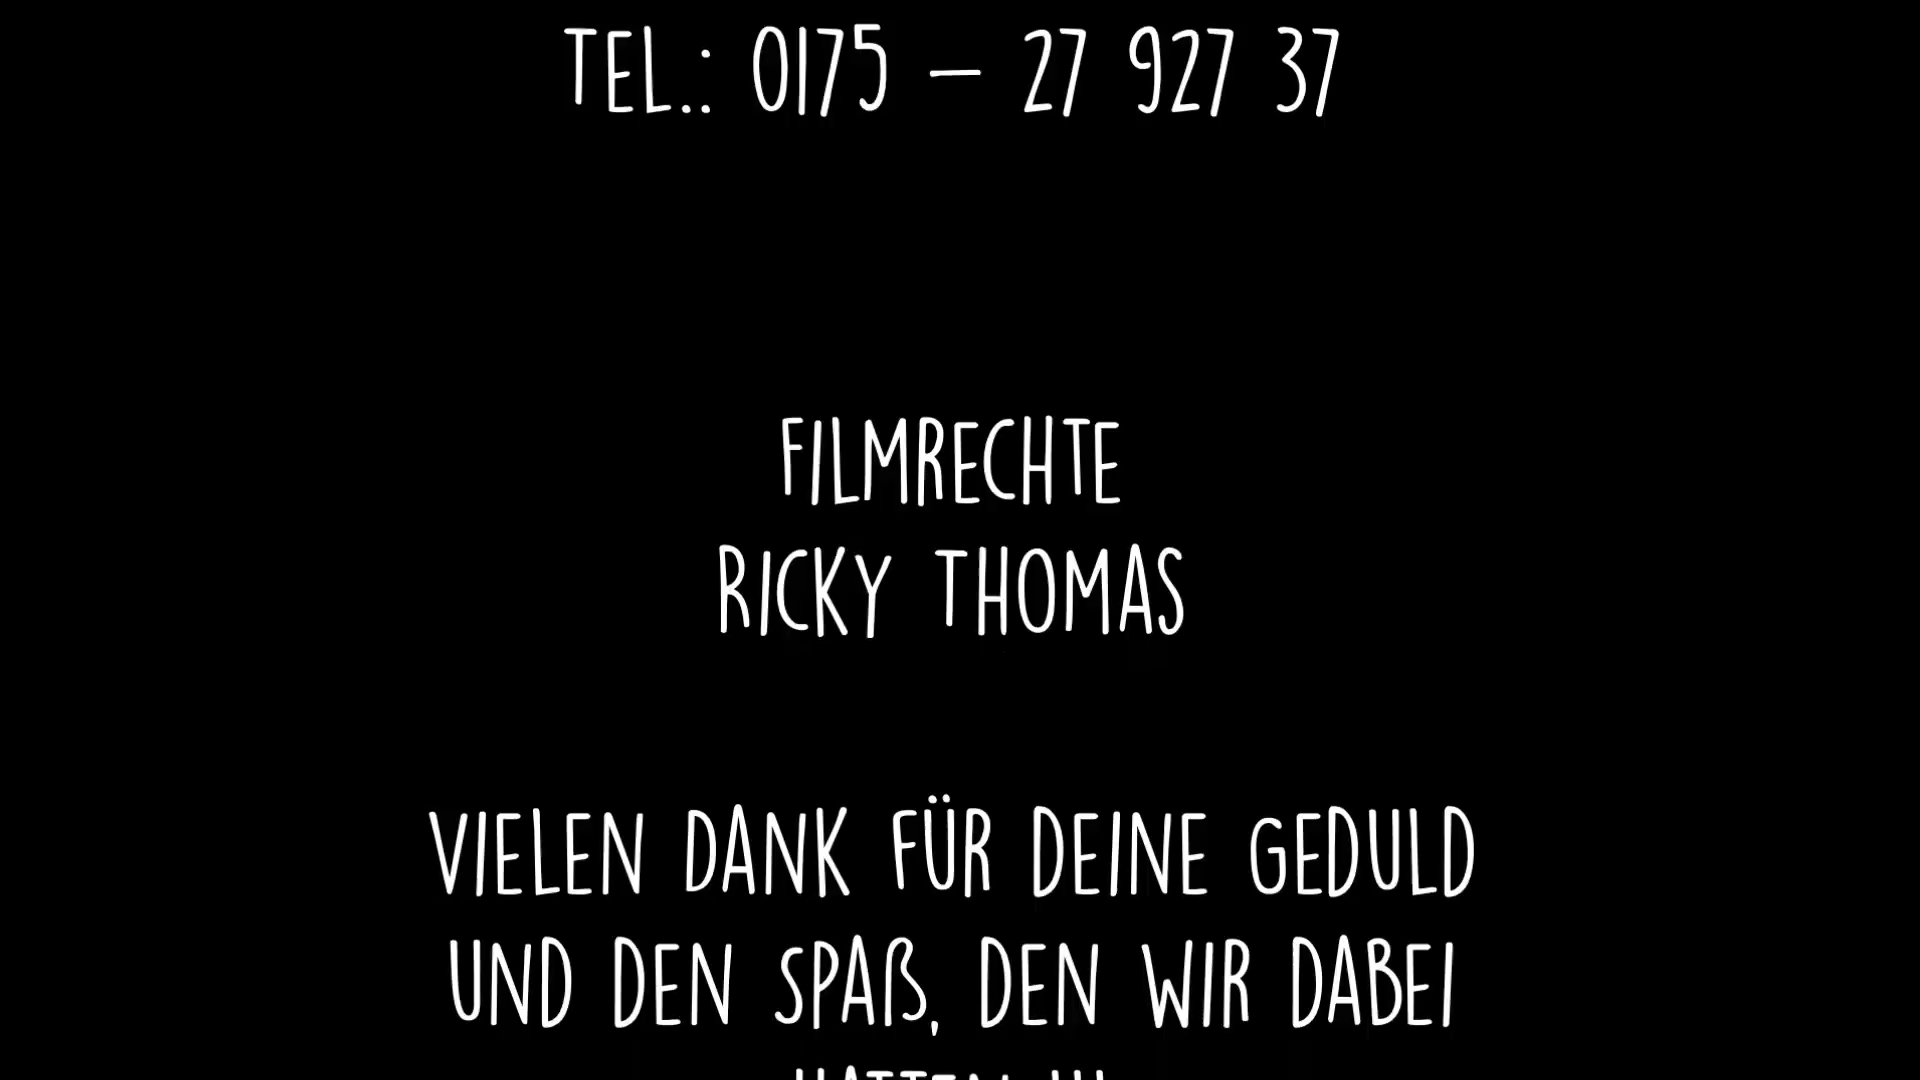 TEL.: 0175 – 27 927 37
FILMRECHTE
RICKY THOMAS
VIELEN DANK FÜR DEINE GEDULD
UND DEN SPAß, DEN WIR DABEI
HATTEN !!!